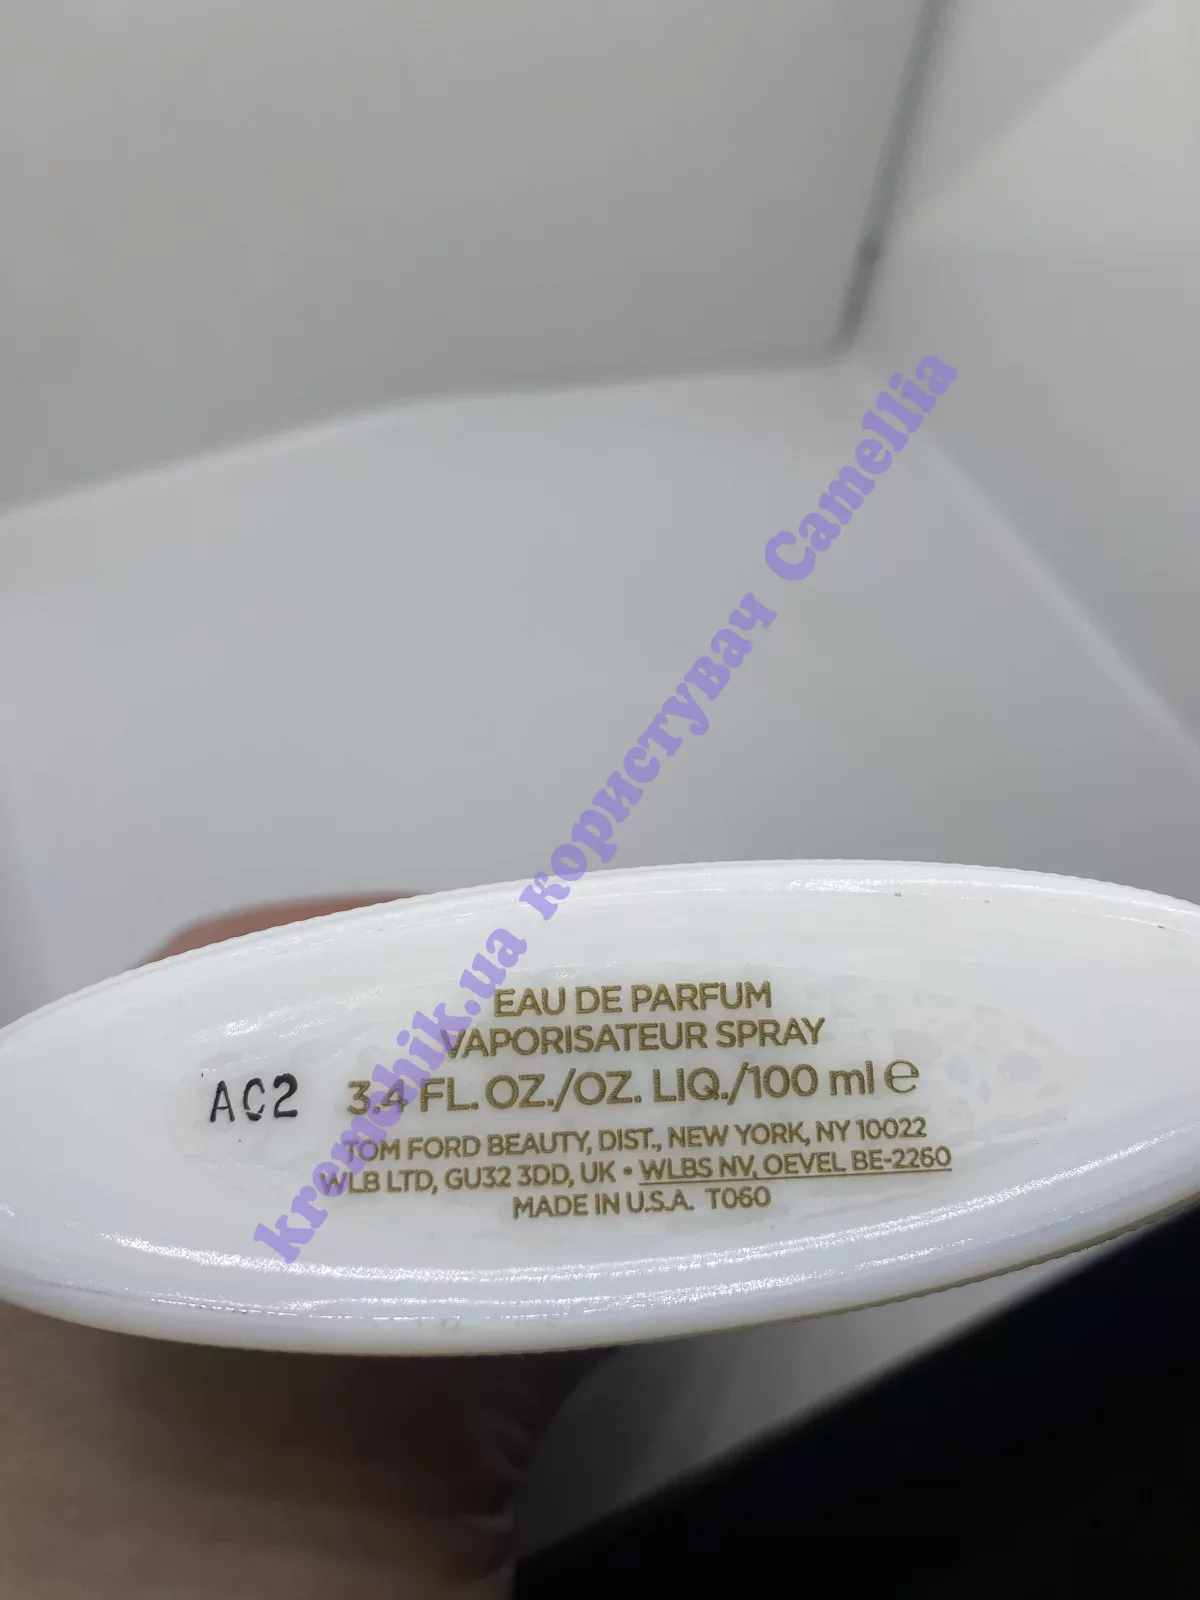 kremchik.ua користувач Camellia
EAU DE PARFUM
VAPORISATEUR SPRAY
AC2 3.4 FL. OZ./OZ. LIQ./100 ml ℮
TOM FORD BEAUTY, DIST., NEW YORK, NY 10022
WLB LTD, GU32 3DD, UK • WLBS NV, OEVEL BE-2260
MADE IN U.S.A. T060